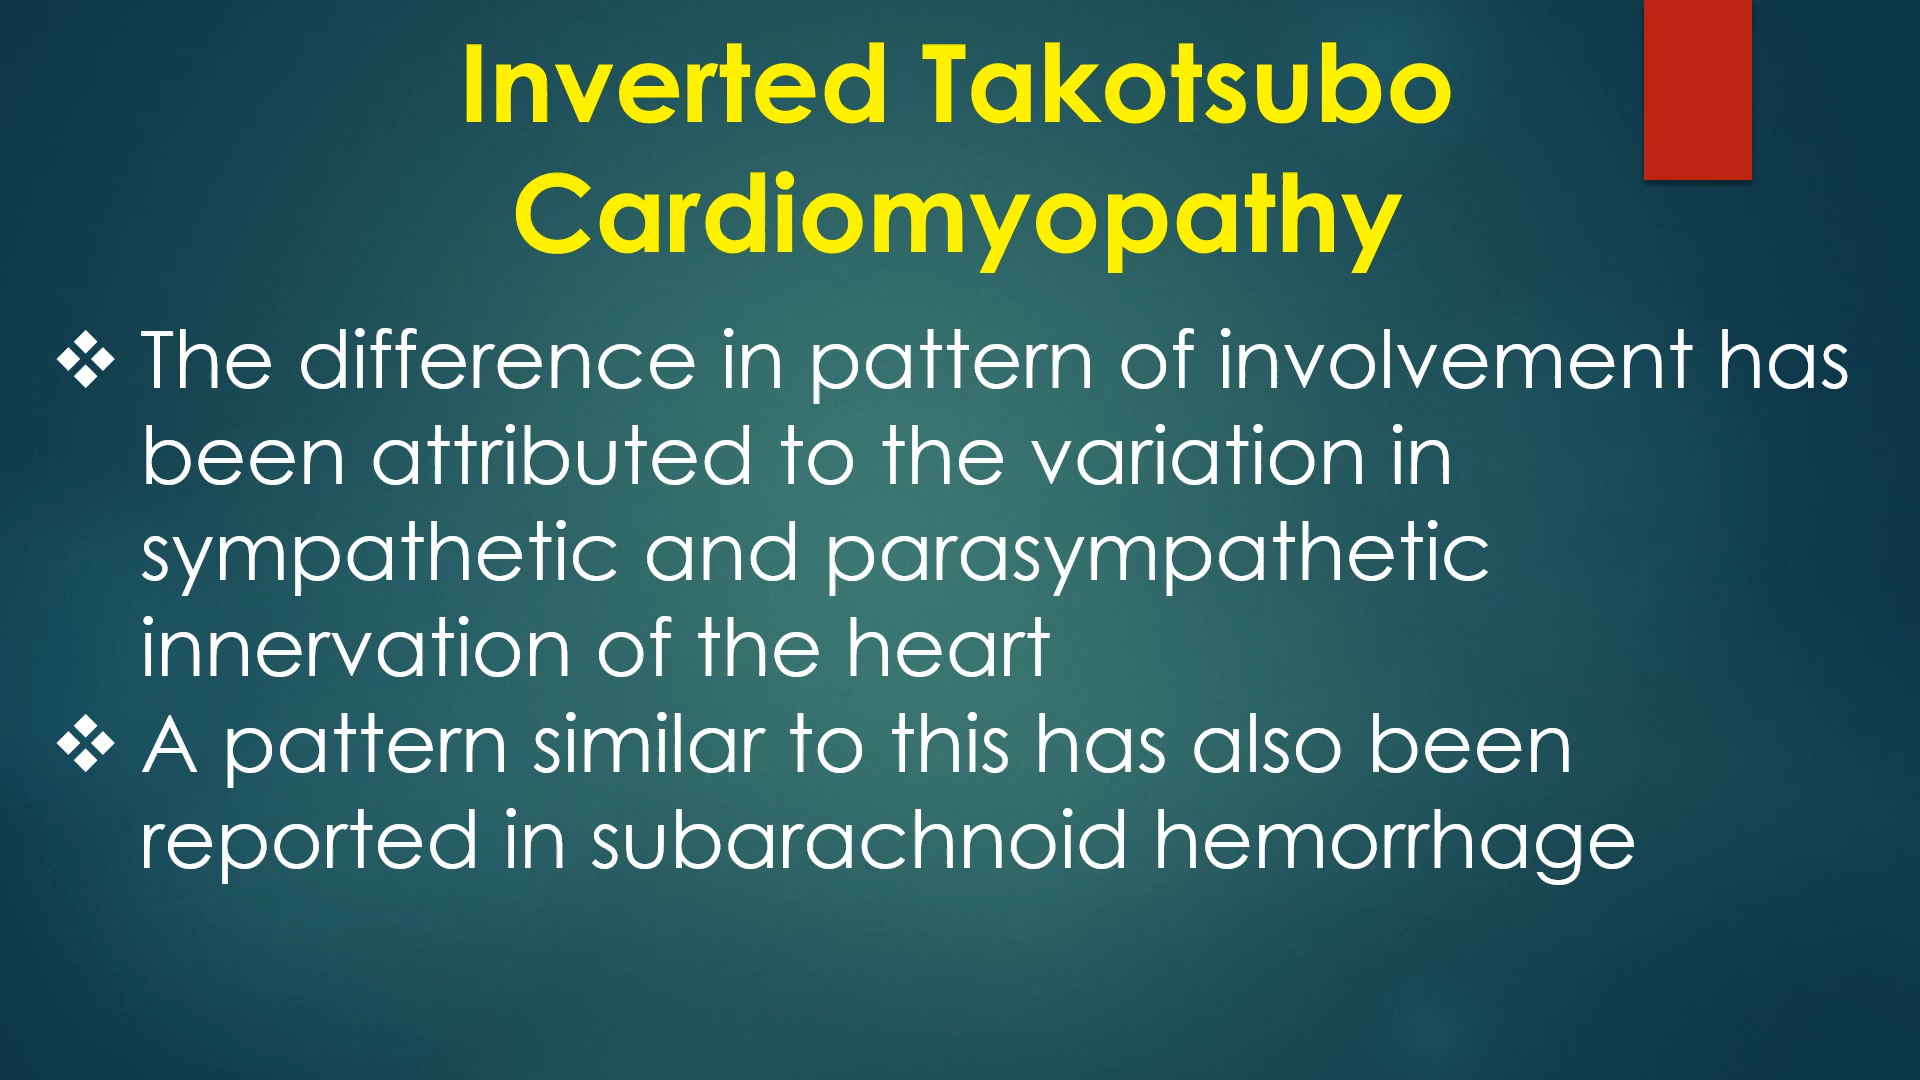 Inverted Takotsubo
Cardiomyopathy
❖ The difference in pattern of involvement has
been attributed to the variation in
sympathetic and parasympathetic
innervation of the heart
❖ A pattern similar to this has also been
reported in subarachnoid hemorrhage